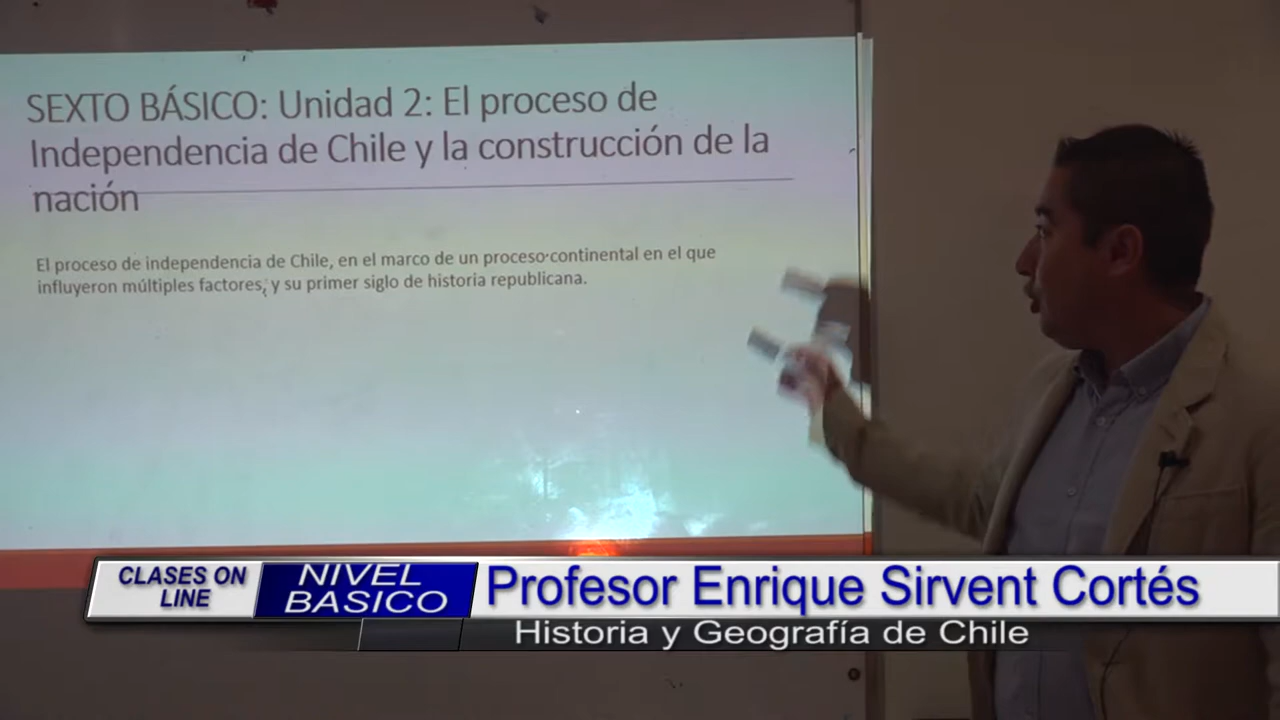 SEXTO BÁSICO: Unidad 2: El proceso de
Independencia de Chile y la construcción de la
nación
El proceso de independencia de Chile, en el marco de un proceso continental en el que
influyeron múltiples factores, y su primer siglo de historia republicana.
CLASES ON
LINE
NIVEL
BASICO
Profesor Enrique Sirvent Cortés
Historia y Geografía de Chile